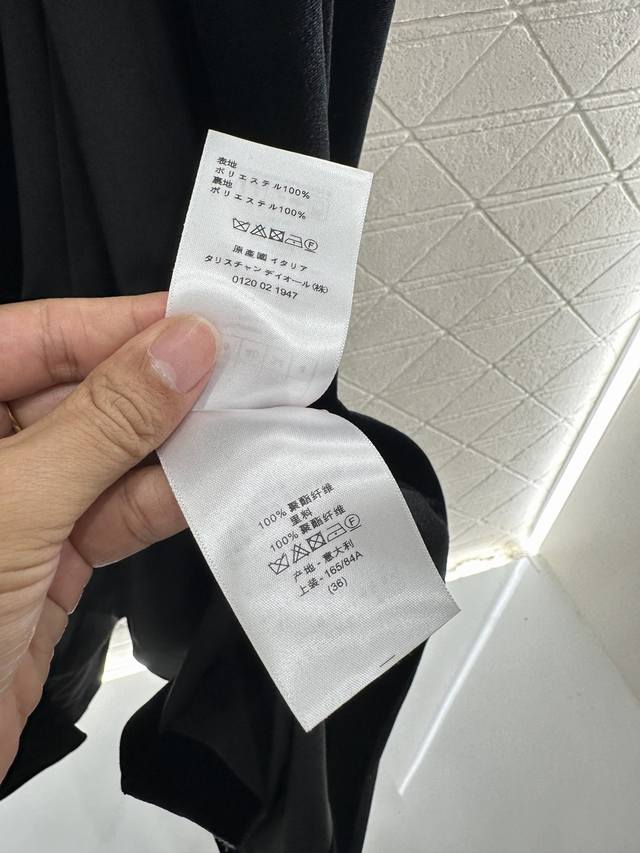 表地
ポリエステル100%
裏地
ポリエステル100%
原産國イタリア
タリスチャンデイオール(株)
0120 02 1947
100% 聚酯纤维
里料
100% 聚酯纤维
产地 - 意大利
上装 - 165/84A
(36)